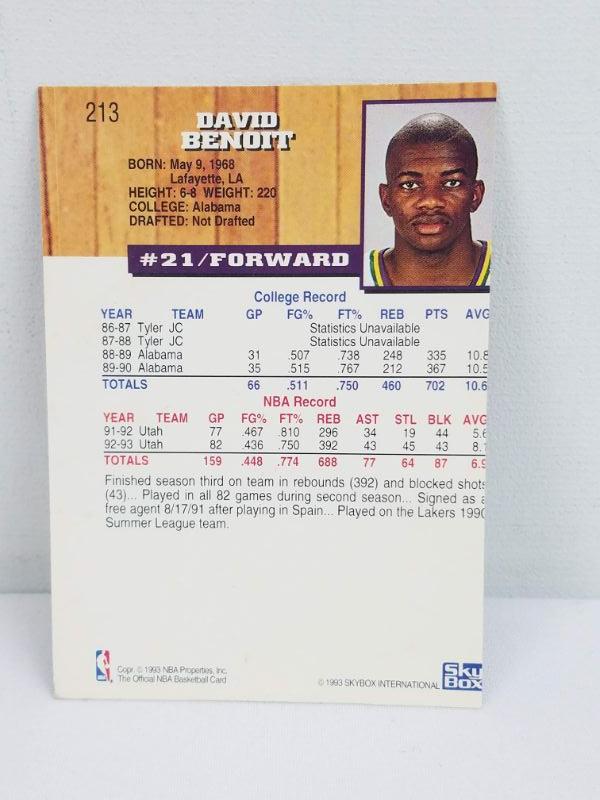 213
DAVID
BENOIT
BORN: May 9, 1968
Lafayette, LA
HEIGHT: 6-8 WEIGHT: 220
COLLEGE: Alabama
DRAFTED: Not Drafted
#21/FORWARD
College Record
YEAR TEAM GP FG% FT% REB PTS AVG
86-87 Tyler JC Statistics Unavailable
87-88 Tyler JC Statistics Unavailable
88-89 Alabama 31 .507 .738 248 335 10.8
89-90 Alabama 35 .515 .767 212 367 10.5
TOTALS 66 .511 .750 460 702 10.6
NBA Record
YEAR TEAM GP FG% FT% REB AST STL BLK AVG
91-92 Utah 77 .467 .810 296 34 19 44 5.6
92-93 Utah 82 .436 .750 392 43 45 43 8.1
TOTALS 159 .448 .774 688 77 64 87 6.9
Finished season third on team in rebounds (392) and blocked shots
(43)... Played in all 82 games during second season... Signed as a
free agent 8/17/91 after playing in Spain... Played on the Lakers 1990
Summer League team.
Copr. © 1993 NBA Properties, Inc.
The Official NBA Basketball Card
© 1993 SKYBOX INTERNATIONAL
Sky
Box